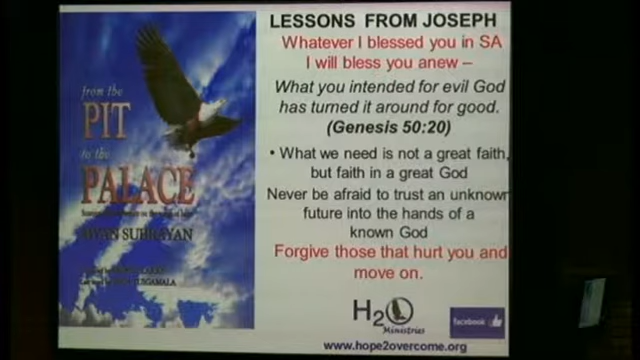 LESSONS FROM JOSEPH
Whatever I blessed you in SA
I will bless you anew –
What you intended for evil God
has turned it around for good.
(Genesis 50:20)
• What we need is not a great faith,
but faith in a great God
Never be afraid to trust an unknown
future into the hands of a
known God
Forgive those that hurt you and
move on.
H2
Ministries
facebook
www.hope2overcome.org
from the
PIT
to the
PALACE
SUBRAYAN